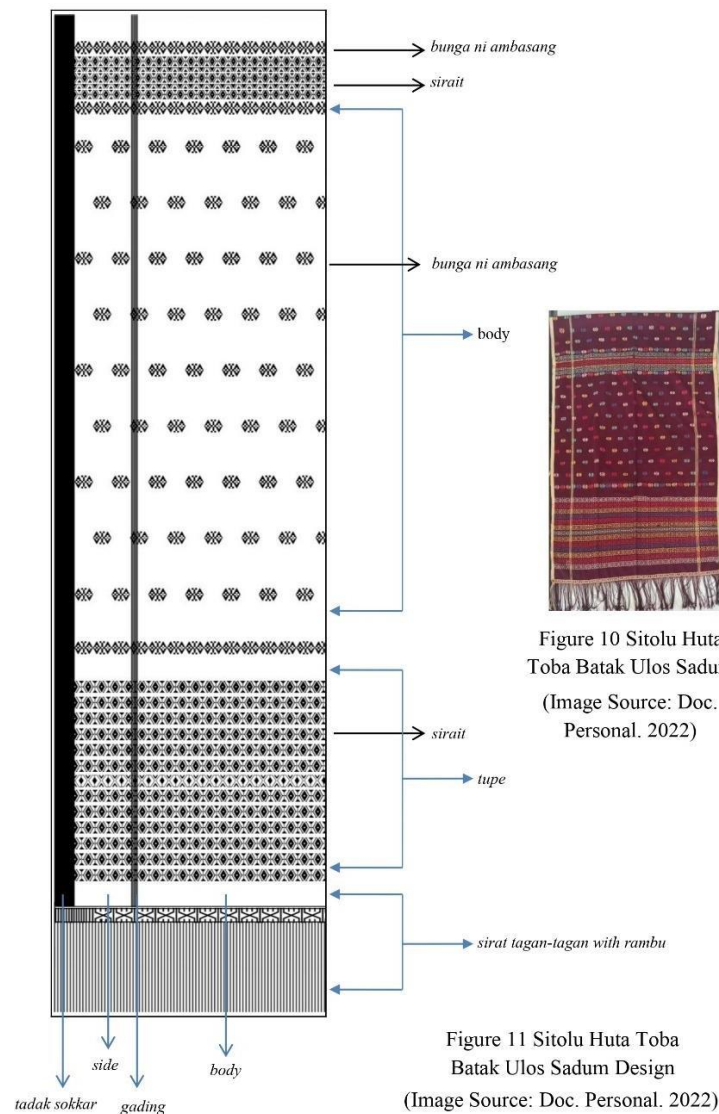 bunga ni ambasang
sirait
bunga ni ambasang
body
Figure 10 Sitolu Huta
Toba Batak Ulos
(Image Source: Doc.
Personal. 2022)
sirait
tupe
sirat tagan-tagan with rambu
side
body
tadak sokkar
gading
Figure 11 Sitolu Huta Toba
Batak Ulos Sadum Design
(Image Source: Doc. Personal. 2022)